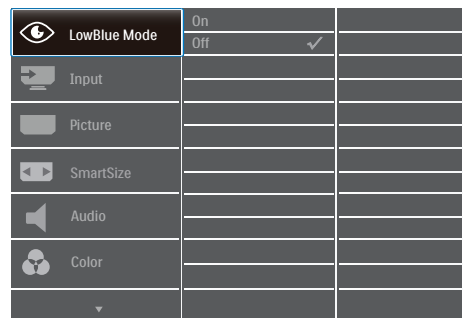 LowBlue Mode
On
Off
Input
Picture
SmartSize
Audio
Color